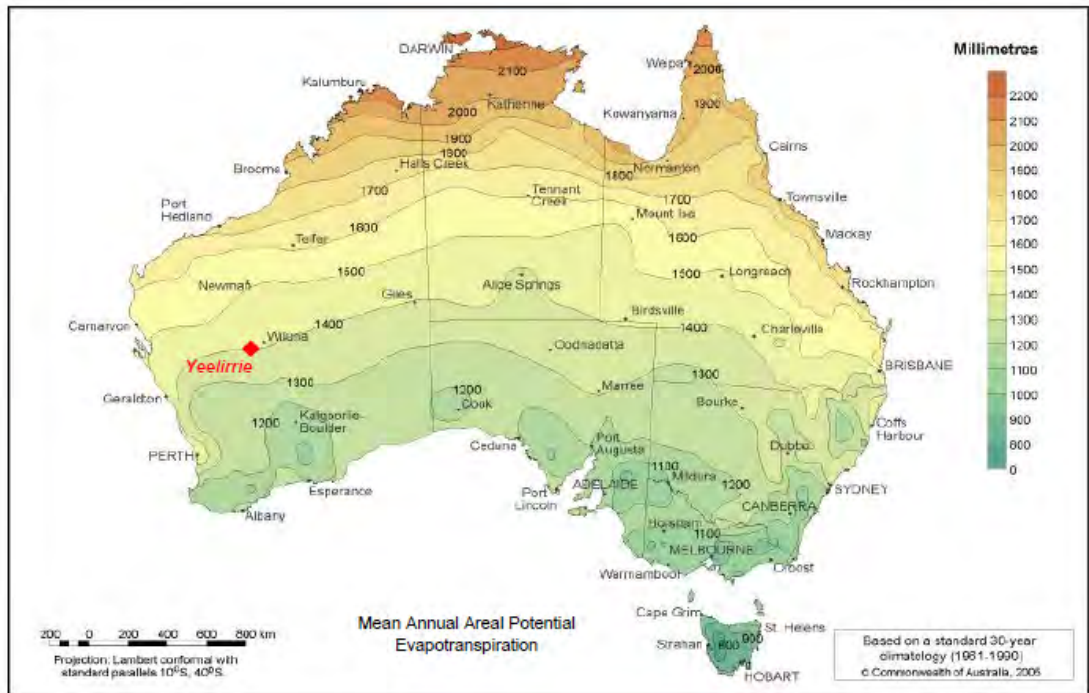 DARWIN
2100
Kalumburu
Katherine
2000
Weipa
2000
1900
Kowanyama
Millimetres
2200
2100
2000
1900
1800
1700
1600
1500
1400
1300
1200
1100
1000
900
800
0
1900
Broome
Halls Creek
Normanton
1800
Cairns
1700
Tennant
Creek
Mount Isa
1700
Townsville
Port
Hedland
Telfer
1600
1600
Mackay
Newman
1500
1500
Longreach
Alice Springs
Giles
Rockhampton
Carnarvon
1400
Birdsville
Wiluna
Yeelirrie
1400
Charleville
Oodnadatta
1300
1300
BRISBANE
Geraldton
1200
Marree
Bourke
1200
Kalgoorlie-
Boulder
Cook
Coffs
Harbour
PERTH
Ceduna
Port
Augusta
Dubbo
1100
ADELAIDE
Mildura
1200
SYDNEY
Esperance
Port
Lincoln
CANBERRA
Albany
Horsham
1100
MELBOURNE
Orbost
Warrnambool
Cape Grim
St. Helens
900
Strahan
800
HOBART
200 0 200 400 600 800 km
Projection: Lambert conformal with
standard parallels 10°S, 40°S.
Mean Annual Areal Potential
Evapotranspiration
Based on a standard 30-year
climatology (1961-1990)
© Commonwealth of Australia, 2005